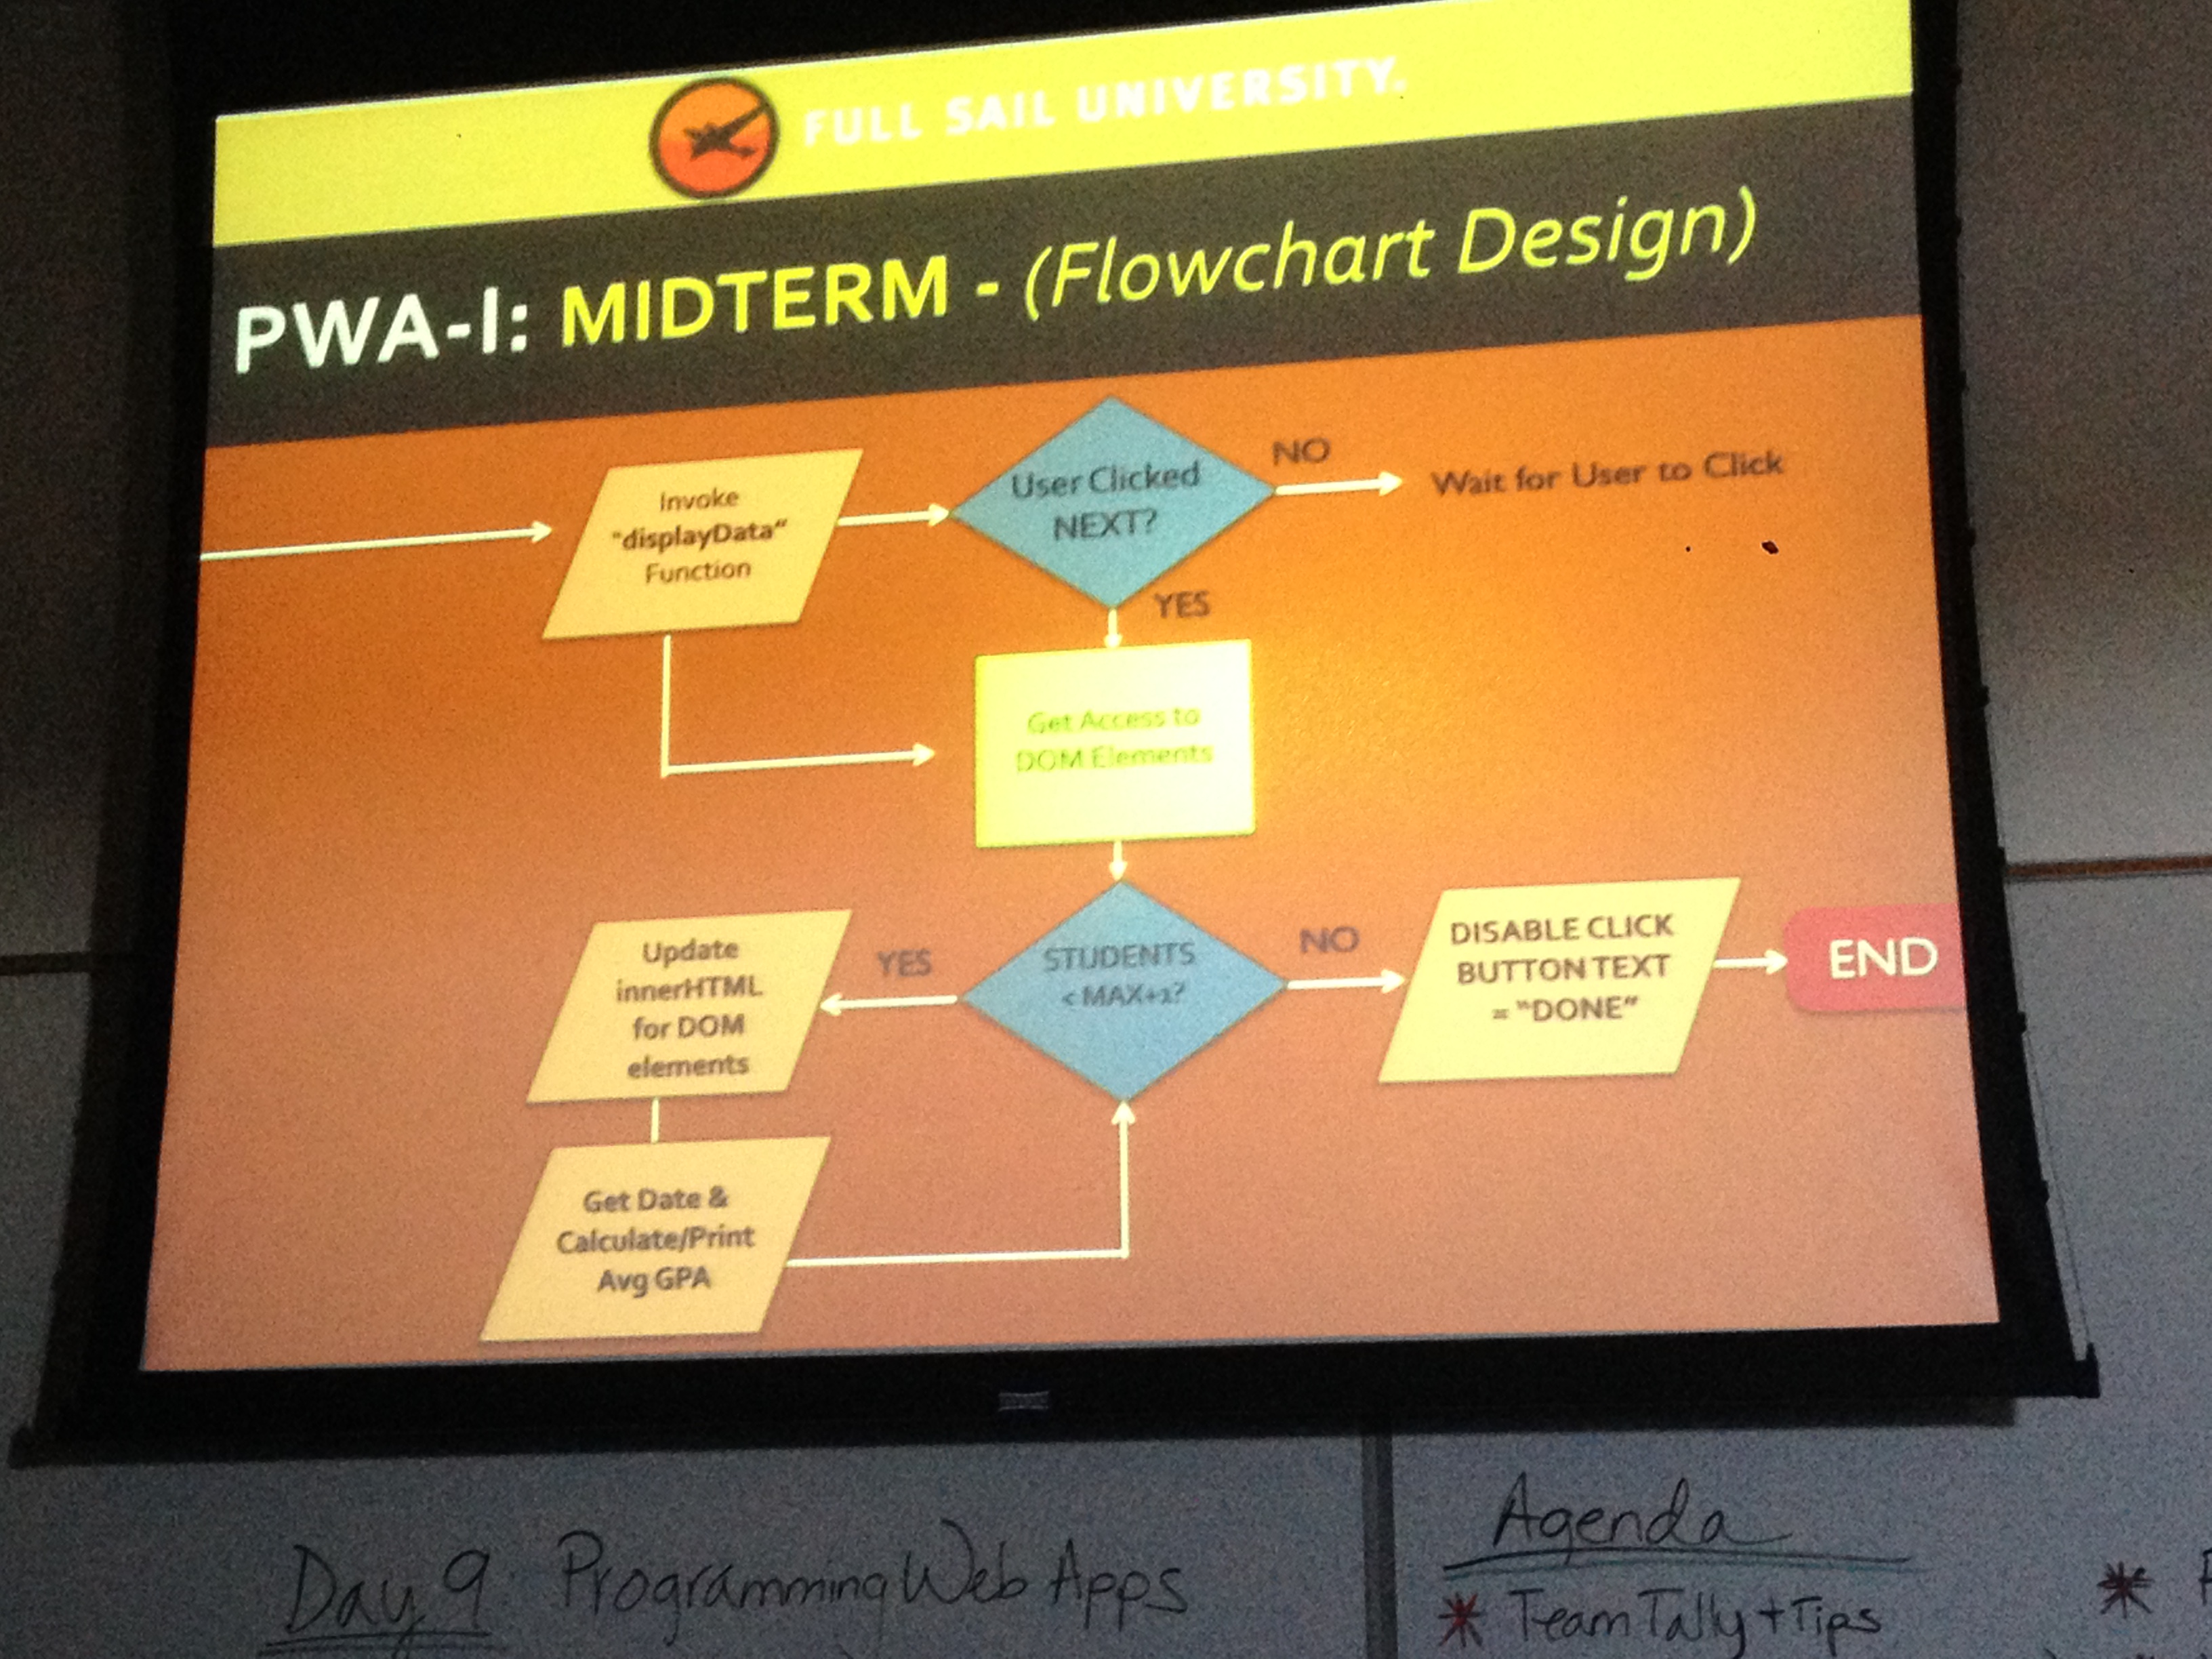 FULL SAIL UNIVERSITY.
PWA-I: MIDTERM - (Flowchart Design)
Invoke
"displayData"
Function
User Clicked
NEXT?
NO
Wait for User to Click
YES
Get Access to
DOM Elements
Update
innerHTML
for DOM
elements
YES
STUDENTS
< MAX+1?
NO
DISABLE CLICK
BUTTON TEXT
= "DONE"
END
Get Date &
Calculate/Print
Avg GPA
Day 9: Programming Web Apps
Agenda
* Team Tally + Tips
*